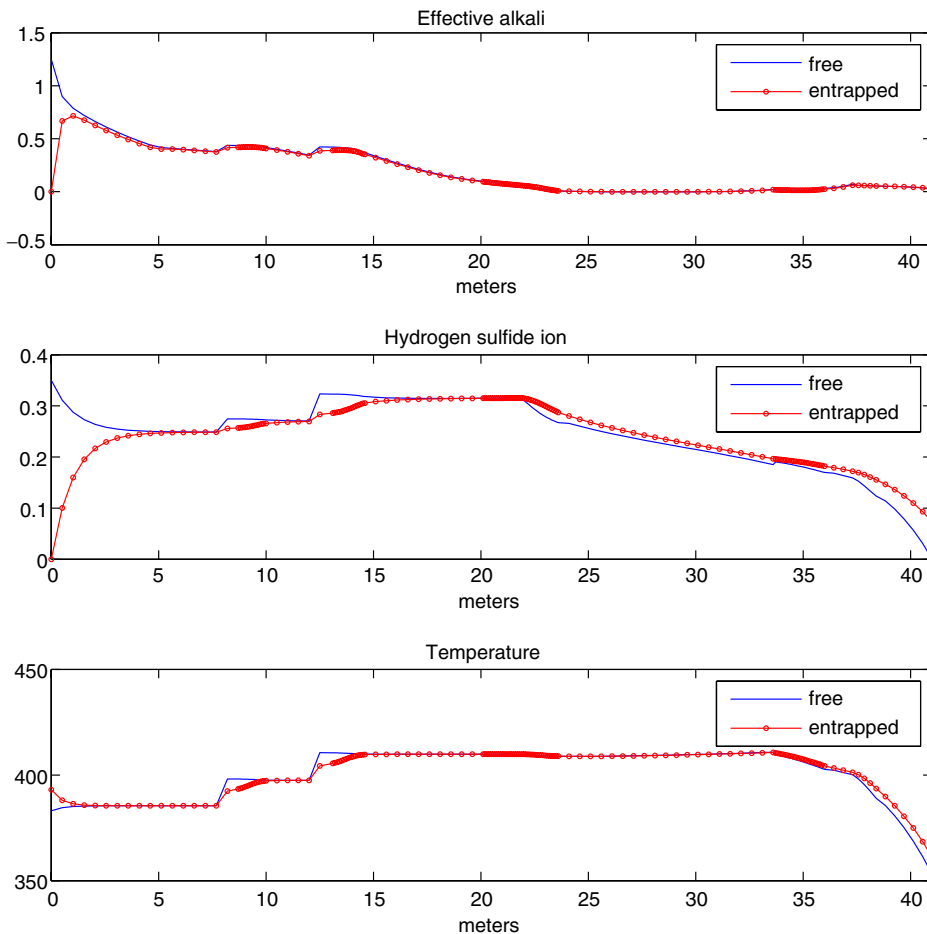 Effective alkali
1.5
1
0.5
0
−0.5
free
entrapped
0 5 10 15 20 25 30 35 40
meters
Hydrogen sulfide ion
0.4
0.3
0.2
0.1
0
free
entrapped
0 5 10 15 20 25 30 35 40
meters
Temperature
450
400
350
free
entrapped
0 5 10 15 20 25 30 35 40
meters